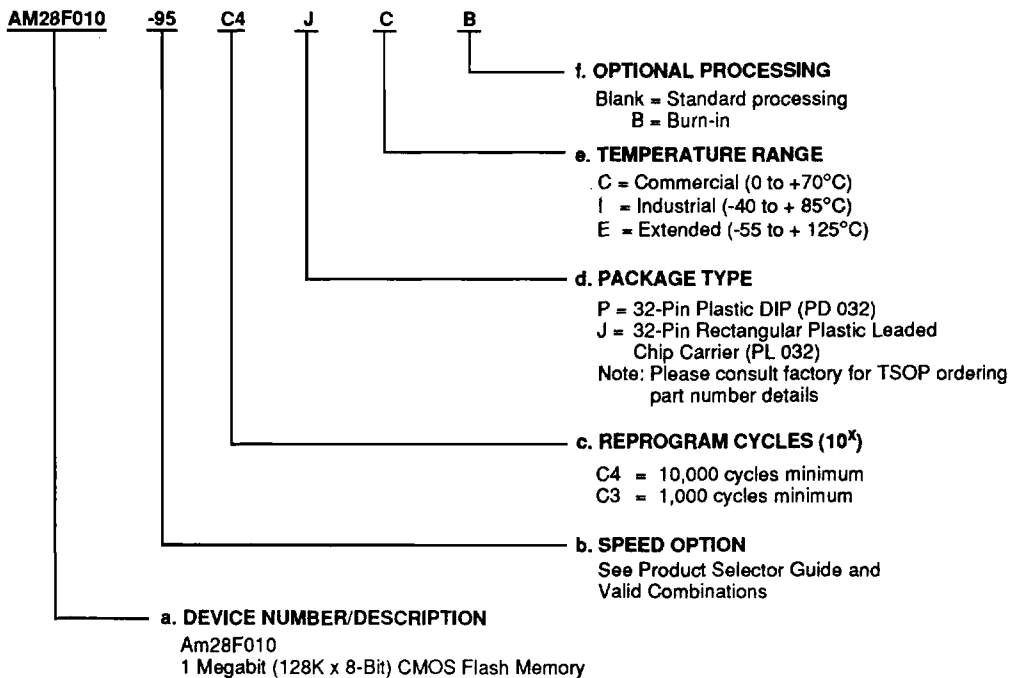 AM28F010 -95 C4 J C B
f. OPTIONAL PROCESSING
Blank = Standard processing
B = Burn-in
e. TEMPERATURE RANGE
C = Commercial (0 to +70°C)
I = Industrial (-40 to + 85°C)
E = Extended (-55 to + 125°C)
d. PACKAGE TYPE
P = 32-Pin Plastic DIP (PD 032)
J = 32-Pin Rectangular Plastic Leaded
Chip Carrier (PL 032)
Note: Please consult factory for TSOP ordering
part number details
c. REPROGRAM CYCLES (10^X)
C4 = 10,000 cycles minimum
C3 = 1,000 cycles minimum
b. SPEED OPTION
See Product Selector Guide and
Valid Combinations
a. DEVICE NUMBER/DESCRIPTION
Am28F010
1 Megabit (128K x 8-Bit) CMOS Flash Memory